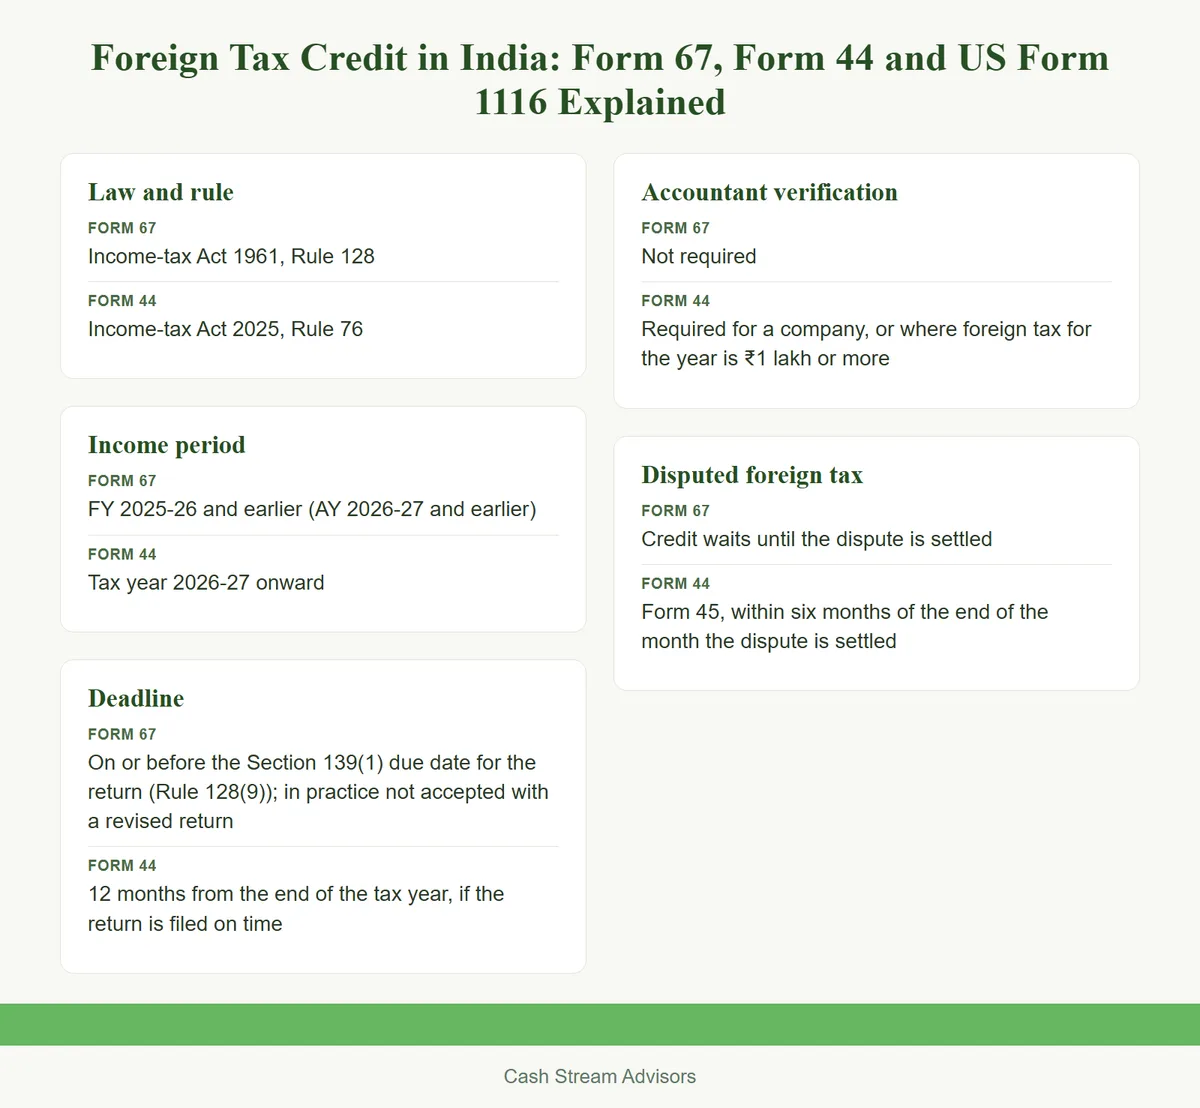 Foreign Tax Credit in India: Form 67, Form 44 and US Form
1116 Explained
Law and rule
FORM 67
Income-tax Act 1961, Rule 128
FORM 44
Income-tax Act 2025, Rule 76
Income period
FORM 67
FY 2025-26 and earlier (AY 2026-27 and earlier)
FORM 44
Tax year 2026-27 onward
Deadline
FORM 67
On or before the Section 139(1) due date for the
return (Rule 128(9)); in practice not accepted with
a revised return
FORM 44
12 months from the end of the tax year, if the
return is filed on time
Accountant verification
FORM 67
Not required
FORM 44
Required for a company, or where foreign tax for
the year is ₹1 lakh or more
Disputed foreign tax
FORM 67
Credit waits until the dispute is settled
FORM 44
Form 45, within six months of the end of the
month the dispute is settled
Cash Stream Advisors